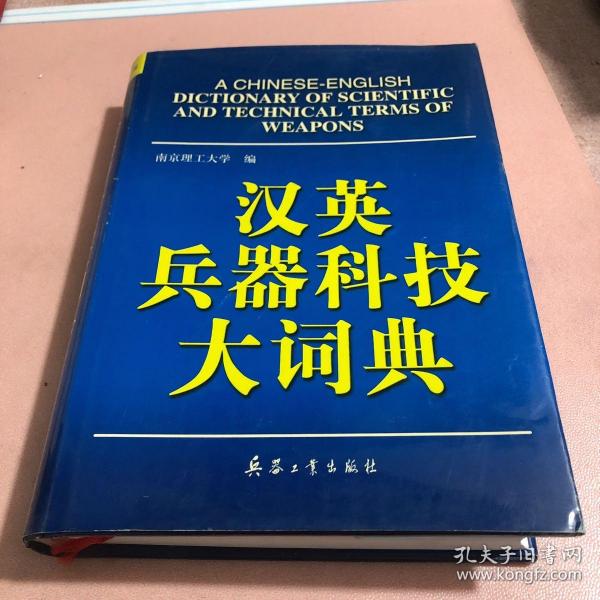 A CHINESE-ENGLISH
DICTIONARY OF SCIENTIFIC
AND TECHNICAL TERMS OF
WEAPONS
南京理工大学 编
汉英
兵器科技
大词典
兵器工業出版社
孔夫子旧书网
www.kongfz.com